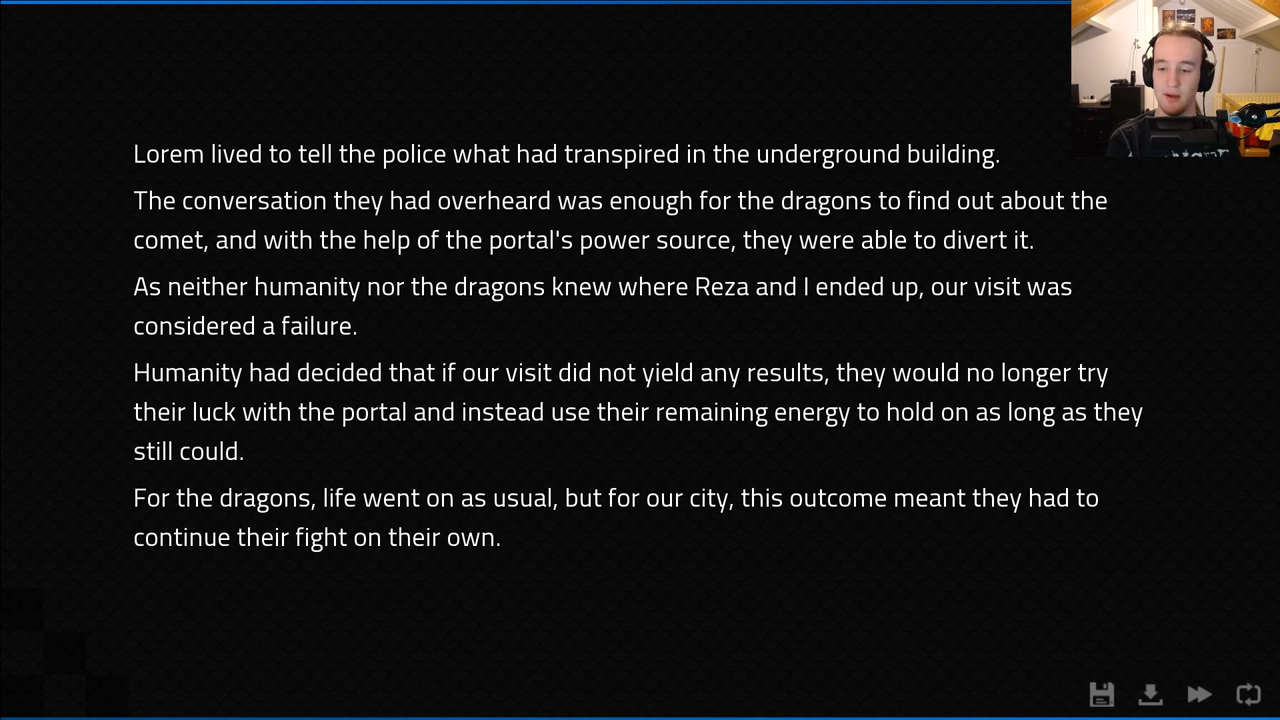 Lorem lived to tell the police what had transpired in the underground building.
The conversation they had overheard was enough for the dragons to find out about the
comet, and with the help of the portal's power source, they were able to divert it.
As neither humanity nor the dragons knew where Reza and I ended up, our visit was
considered a failure.
Humanity had decided that if our visit did not yield any results, they would no longer try
their luck with the portal and instead use their remaining energy to hold on as long as they
still could.
For the dragons, life went on as usual, but for our city, this outcome meant they had to
continue their fight on their own.